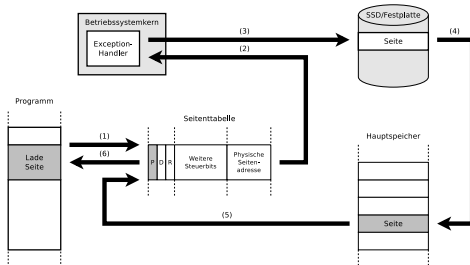 Betriebssystemkern
Exception-
Handler
(3)
(2)
SSD/Festplatte
Seite
(4)
Programm
Lade
Seite
(1)
(6)
Seitenttabelle
P
D
R
Weitere
Steuerbits
Physische
Seiten-
adresse
Hauptspeicher
(5)
Seite